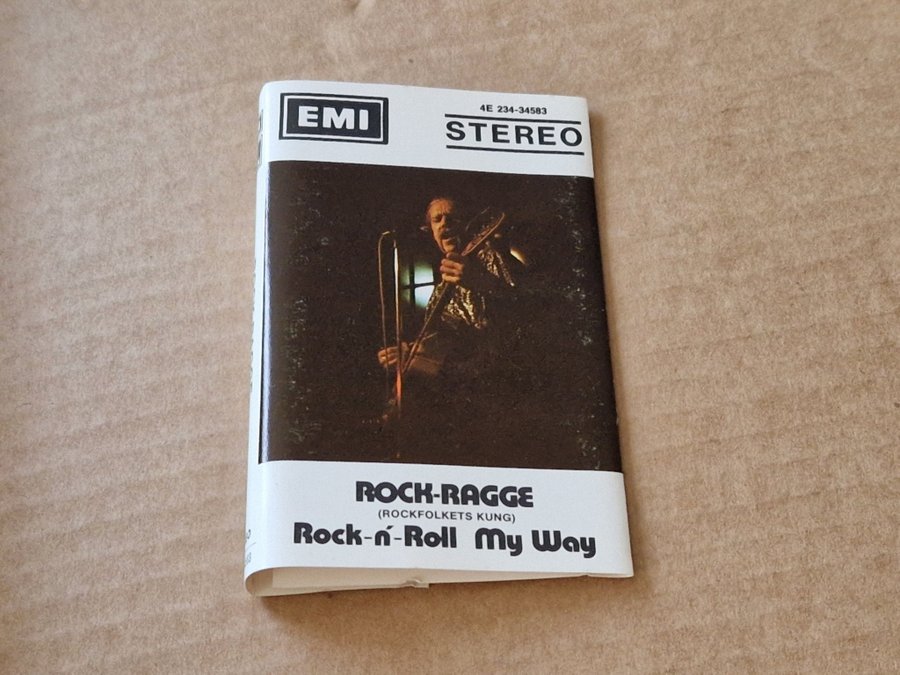 EMI
4E 234-34583
STEREO
ROCK-RAGGE
(ROCKFOLKETS KUNG)
Rock-n´-Roll My Way